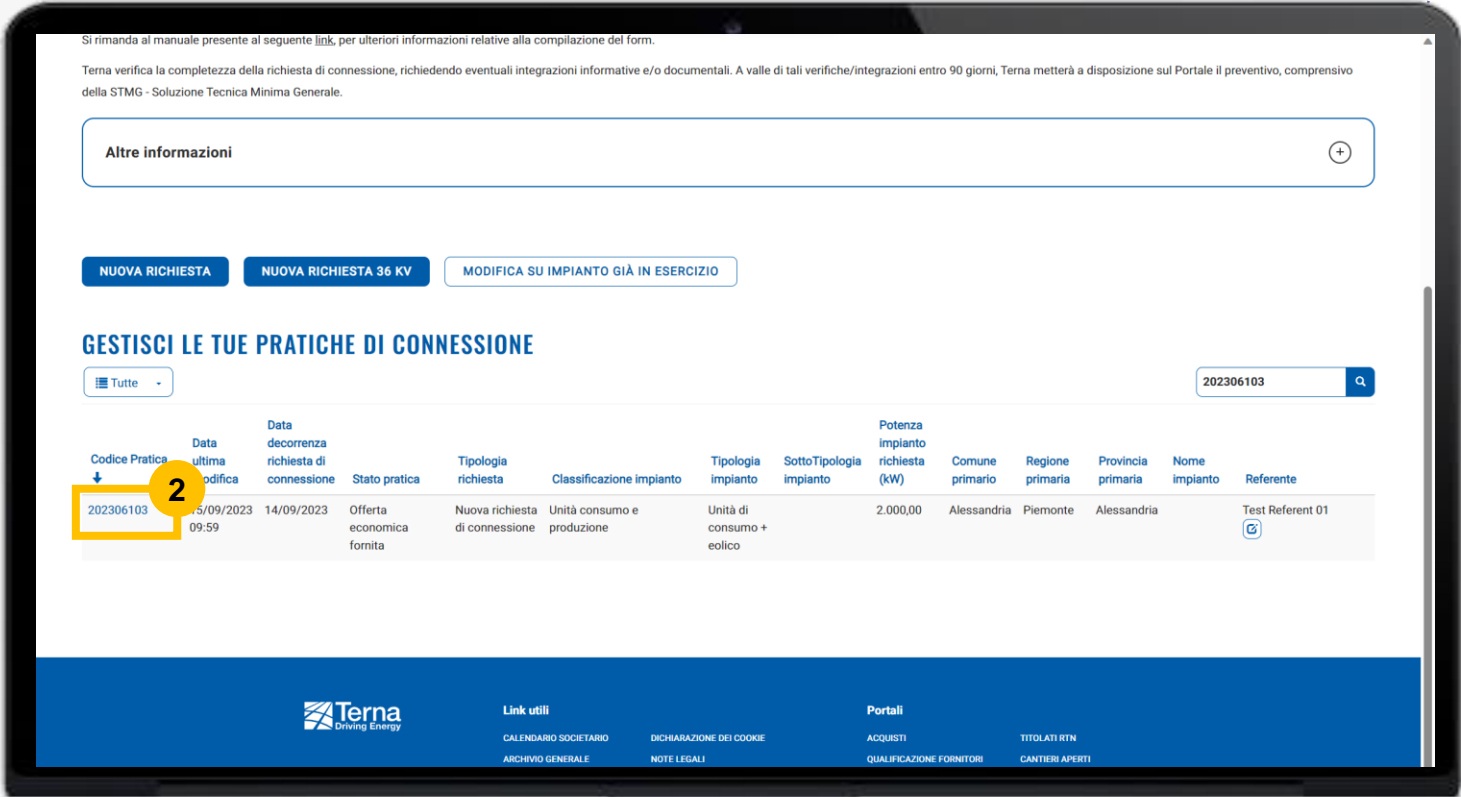 Si rimanda al manuale presente al seguente link, per ulteriori informazioni relative alla compilazione del form.
Terna verifica la completezza della richiesta di connessione, richiedendo eventuali integrazioni informative e/o documentali. A valle di tali verifiche/integrazioni entro 90 giorni, Terna metterà a disposizione sul Portale il preventivo, comprensivo
della STMG - Soluzione Tecnica Minima Generale.
Altre informazioni
NUOVA RICHIESTA NUOVA RICHIESTA 36 KV MODIFICA SU IMPIANTO GIÀ IN ESERCIZIO
GESTISCI LE TUE PRATICHE DI CONNESSIONE
Tutte 202306103
Data Potenza
Data decorrenza impianto
Codice Pratica ultima richiesta di Tipologia Tipologia SottoTipologia richiesta Comune Regione Provincia Nome
odifica connessione Stato pratica richiesta Classificazione impianto impianto impianto (kW) primario primaria primaria impianto Referente
2
202306103 15/09/2023 14/09/2023 Offerta Nuova richiesta Unità consumo e Unità di 2.000,00 Alessandria Piemonte Alessandria Test Referent 01
09:59 economica di connessione produzione consumo +
fornita eolico
Terna
Driving Energy
Link utili Portali
CALENDARIO SOCIETARIO DICHIARAZIONE DEI COOKIE ACQUISTI TITOLATI RTN
ARCHIVIO GENERALE NOTE LEGALI QUALIFICAZIONE FORNITORI CANTIERI APERTI